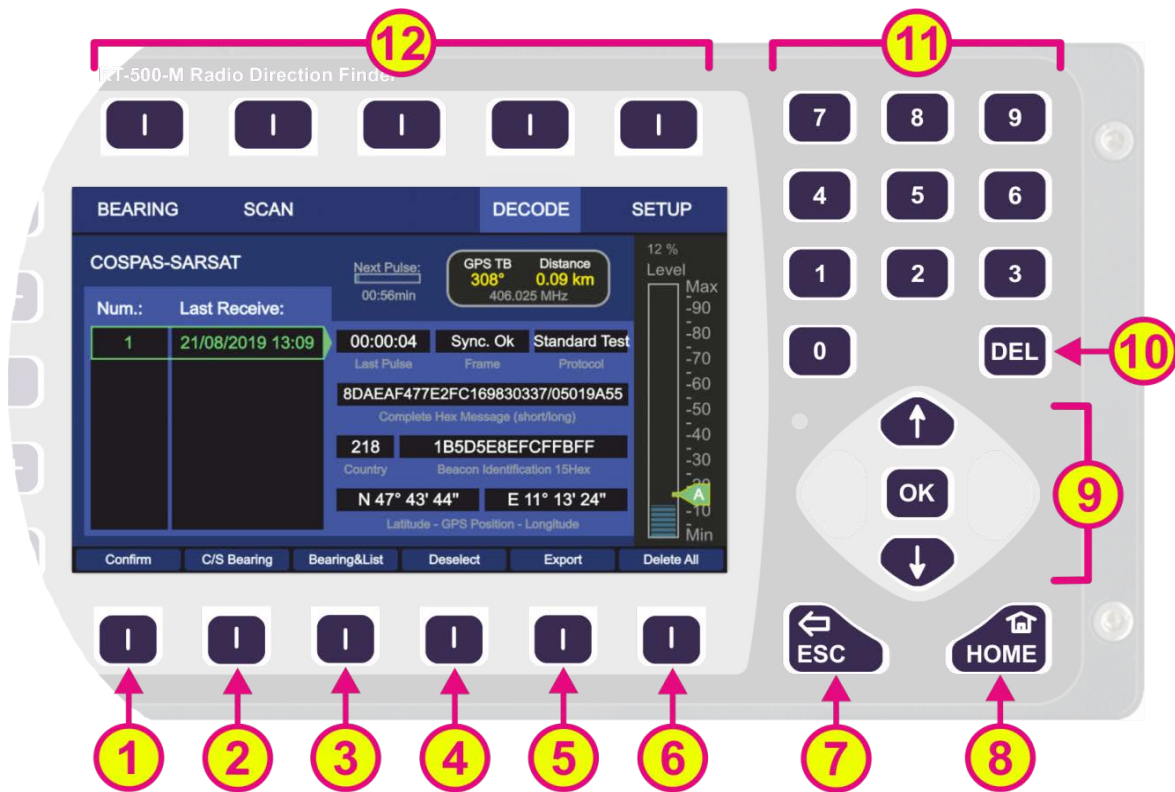 12
11
RT-500-M Radio Direction Finder
I I I I I
7 8 9
4 5 6
1 2 3
0 DEL
10
BEARING SCAN DECODE SETUP
COSPAS-SARSAT
Next Pulse:
00:56min
GPS TB Distance
308° 0.09 km
406.025 MHz
12 %
Level
Max
-90
-80
-70
-60
-50
-40
-30
-20
A
-10
Min
Num.: Last Receive:
1 21/08/2019 13:09
00:00:04 Sync. Ok Standard Test
Last Pulse Frame Protocol
8DAEAF477E2FC169830337/05019A55
Complete Hex Message (short/long)
218 1B5D5E8EFCFFBFF
Country Beacon Identification 15Hex
N 47° 43' 44" E 11° 13' 24"
Latitude - GPS Position - Longitude
Confirm C/S Bearing Bearing&List Deselect Export Delete All
OK
9
I I I I I I
ESC HOME
1 2 3 4 5 6 7 8